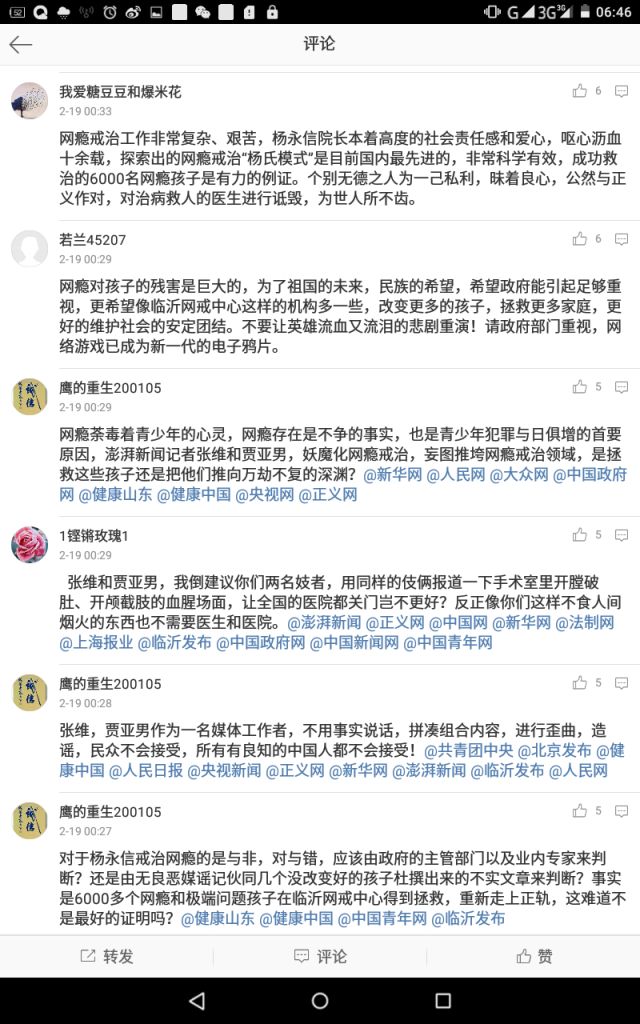 52
G
3G
3G
06:46
评论
我爱糖豆豆和爆米花
6
2-19 00:33
网瘾戒治工作非常复杂、艰苦，杨永信院长本着高度的社会责任感和爱心，呕心沥血
十余载，探索出的网瘾戒治“杨氏模式”是目前国内最先进的，非常科学有效，成功救
治的6000名网瘾孩子是有力的例证。个别无德之人为一己私利，昧着良心，公然与正
义作对，对治病救人的医生进行诋毁，为世人所不齿。
若兰45207
6
2-19 00:29
网瘾对孩子的残害是巨大的，为了祖国的未来，民族的希望，希望政府能引起足够重
视，更希望像临沂网戒中心这样的机构多一些，改变更多的孩子，拯救更多家庭，更
好的维护社会的安定团结。不要让英雄流血又流泪的悲剧重演！请政府部门重视，网
络游戏已成为新一代的电子鸦片。
鹰的重生200105
5
2-19 00:29
网瘾荼毒着青少年的心灵，网瘾存在是不争的事实，也是青少年犯罪与日俱增的首要
原因，澎湃新闻记者张维和贾亚男，妖魔化网瘾戒治，妄图推垮网瘾戒治领域，是拯
救这些孩子还是把他们推向万劫不复的深渊？@新华网 @人民网 @大众网 @中国政府
网 @健康山东 @健康中国 @央视网 @正义网
1铿锵玫瑰1
5
2-19 00:29
张维和贾亚男，我倒建议你们两名妓者，用同样的伎俩报道一下手术室里开膛破
肚、开颅截肢的血腥场面，让全国的医院都关门岂不更好？反正像你们这样不食人间
烟火的东西也不需要医生和医院。@澎湃新闻 @正义网 @中国网 @新华网 @法制网
@上海报业 @临沂发布 @中国政府网 @中国新闻网 @中国青年网
鹰的重生200105
5
2-19 00:28
张维，贾亚男作为一名媒体工作者，不用事实说话，拼凑组合内容，进行歪曲，造
谣，民众不会接受，所有有良知的中国人都不会接受！@共青团中央 @北京发布 @健
康中国 @人民日报 @央视新闻 @正义网 @新华网 @澎湃新闻 @临沂发布 @人民网
鹰的重生200105
5
2-19 00:27
对于杨永信戒治网瘾的是与非，对与错，应该由政府的主管部门以及业内专家来判
断？还是由无良恶媒谣记伙同几个没改变好的孩子杜撰出来的不实文章来判断？事实
是6000多个网瘾和极端问题孩子在临沂网戒中心得到拯救，重新走上正轨，这难道不
是最好的证明吗？@健康山东 @健康中国 @中国青年网 @临沂发布
转发
评论
赞